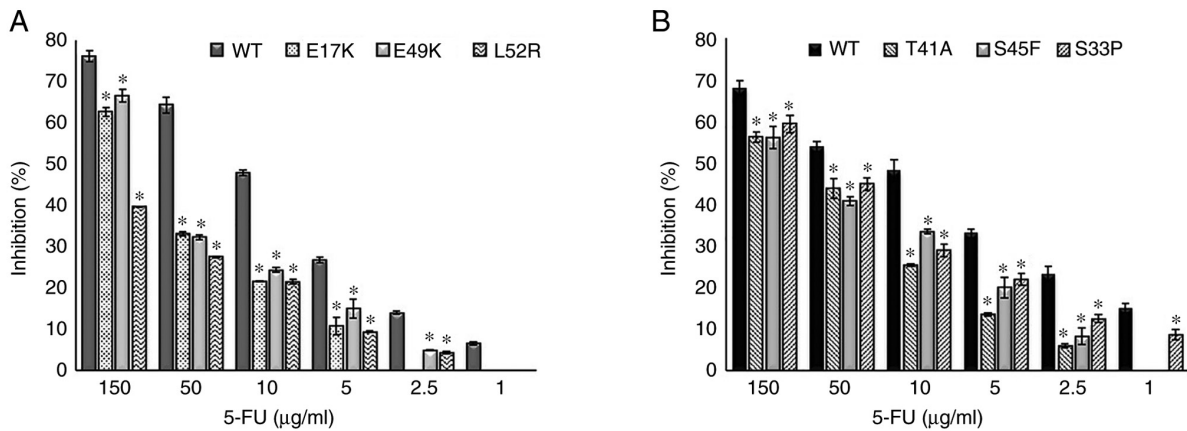 A
80
70
60
50
40
30
20
10
0
Inhibition (%)
WT E17K E49K L52R
* * *
* * *
* * *
* * *
* *
150 50 10 5 2.5 1
5-FU (μg/ml)
B
80
70
60
50
40
30
20
10
0
Inhibition (%)
WT T41A S45F S33P
* * *
* * *
* * *
* * *
* * *
*
150 50 10 5 2.5 1
5-FU (μg/ml)